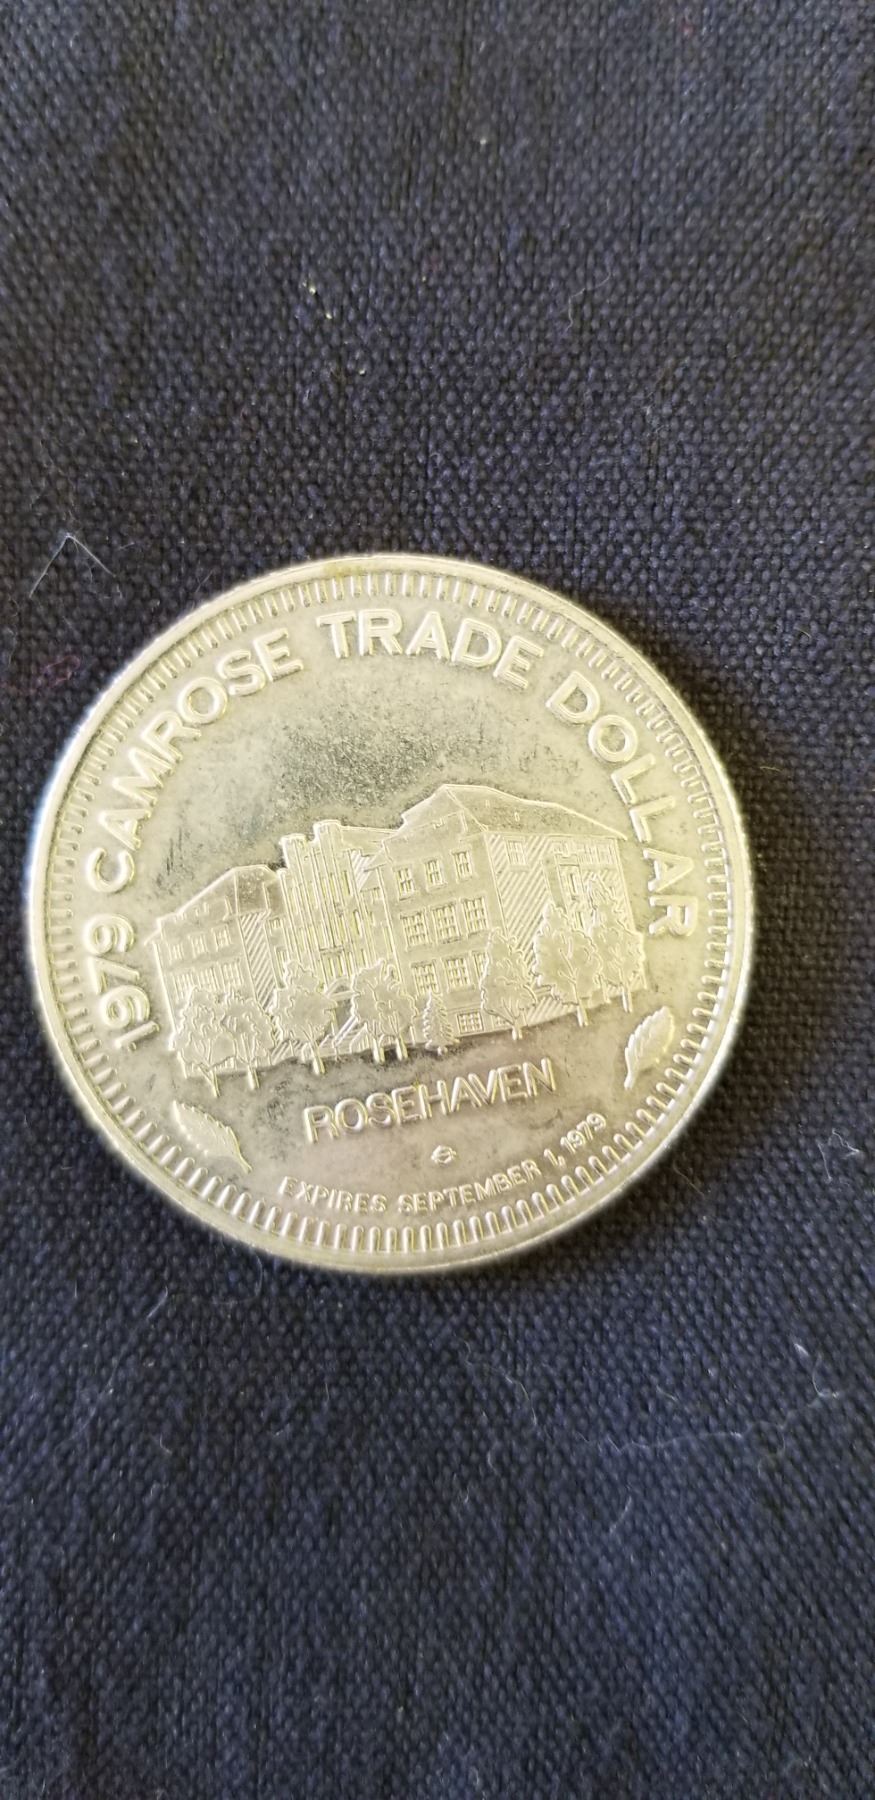 1979 CAMROSE TRADE DOLLAR
ROSEHAVEN
EXPIRES SEPTEMBER 1, 1979